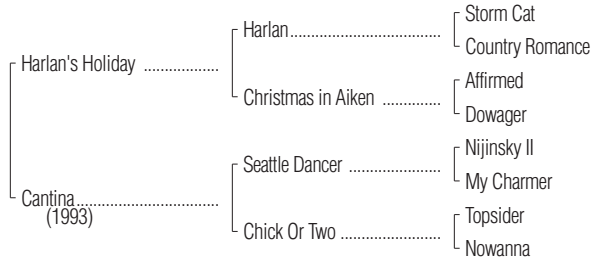 Storm Cat
Harlan..................................
Country Romance
Harlan's Holiday .................
Affirmed
Christmas in Aiken .............
Dowager
Nijinsky II
Seattle Dancer ....................
My Charmer
Cantina................................
(1993)
Topsider
Chick Or Two ......................
Nowanna